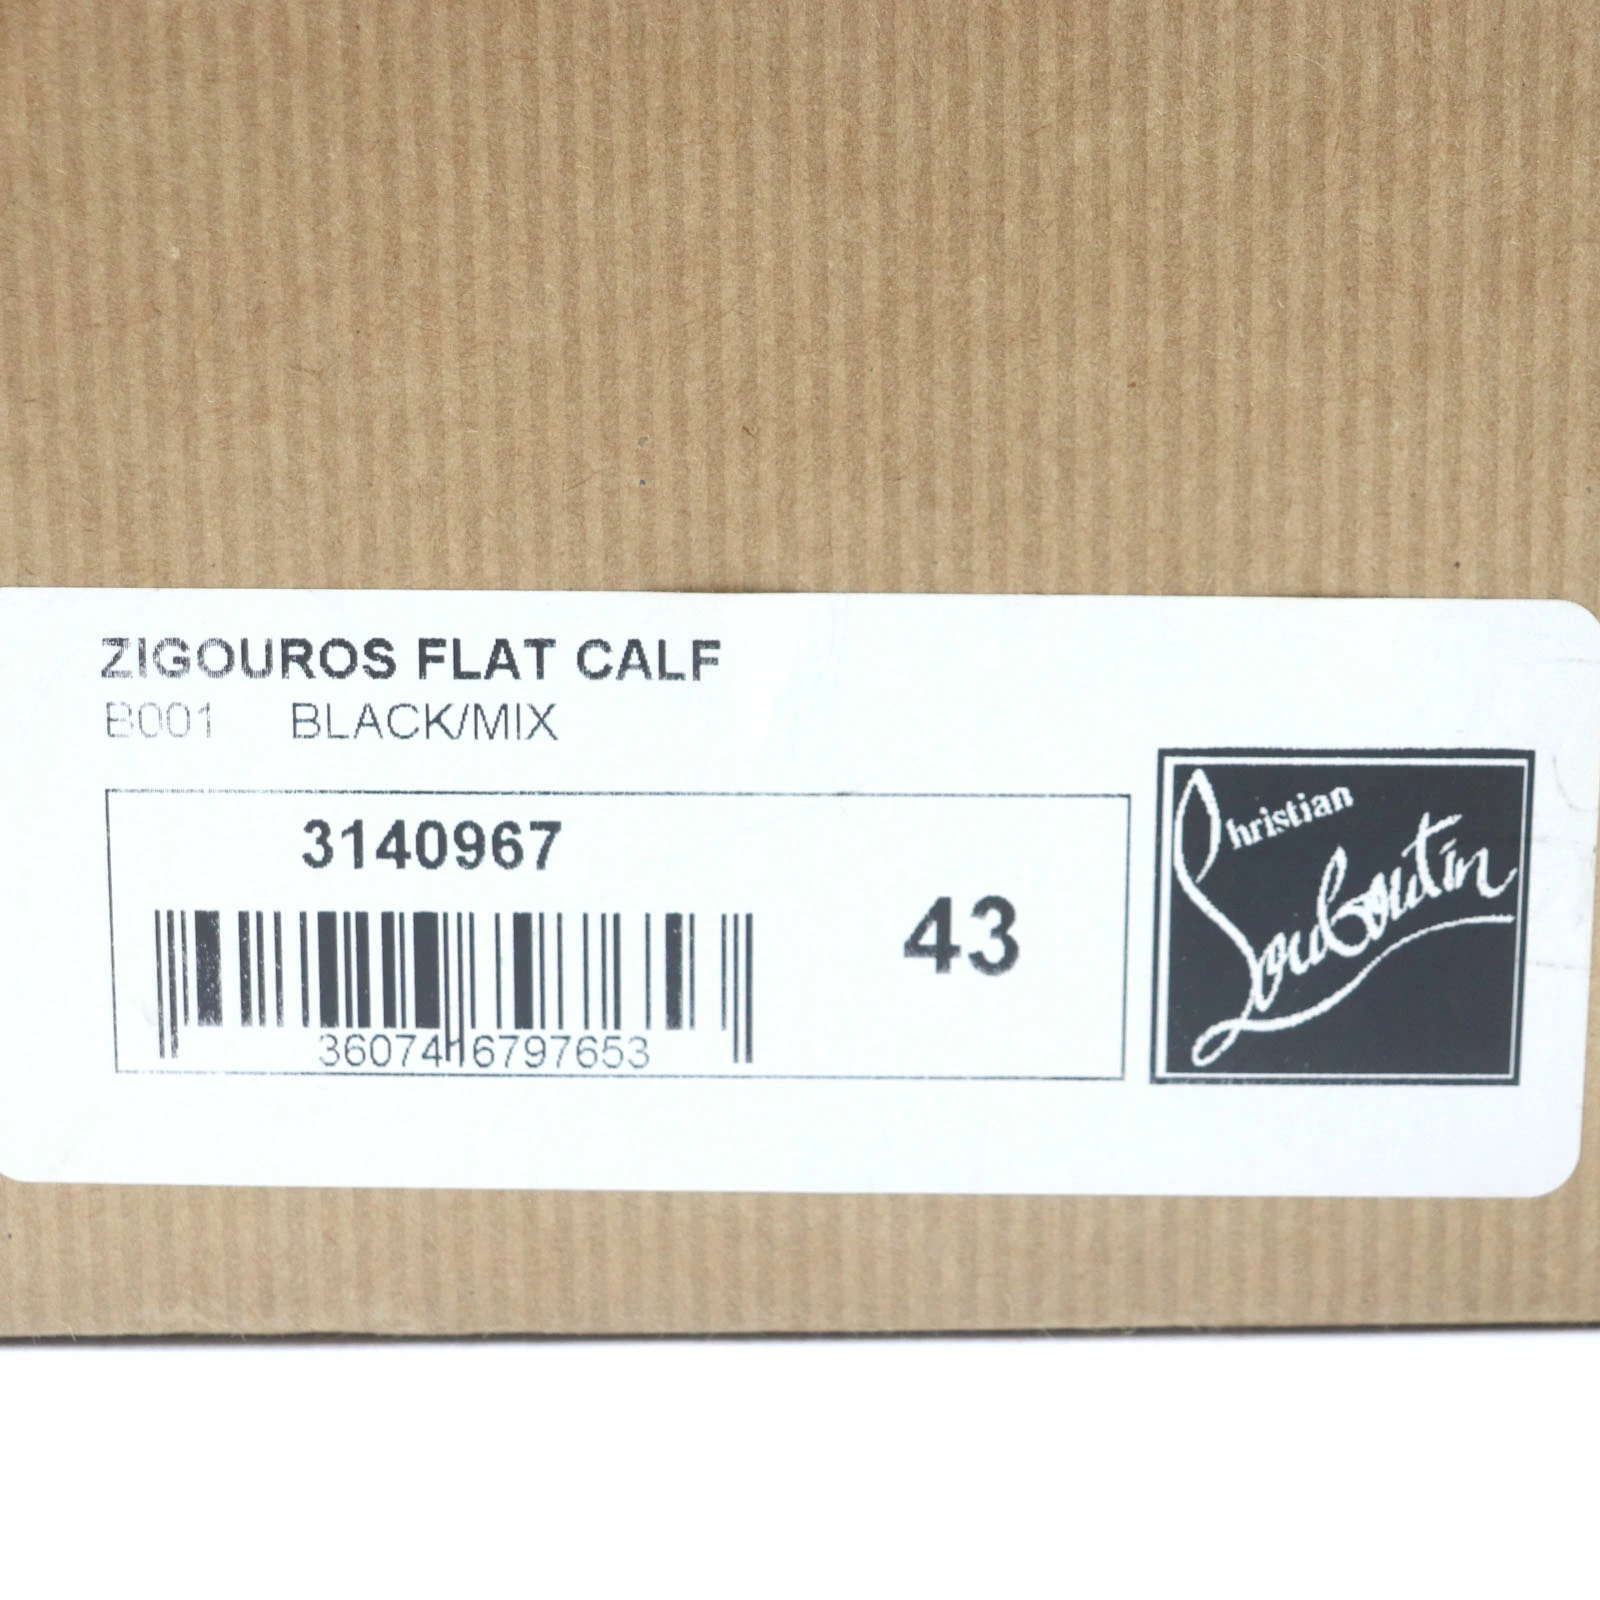 ZIGOUROS FLAT CALF
B001 BLACK/MIX
3140967
43
3607416797653
Christian
Louboutin